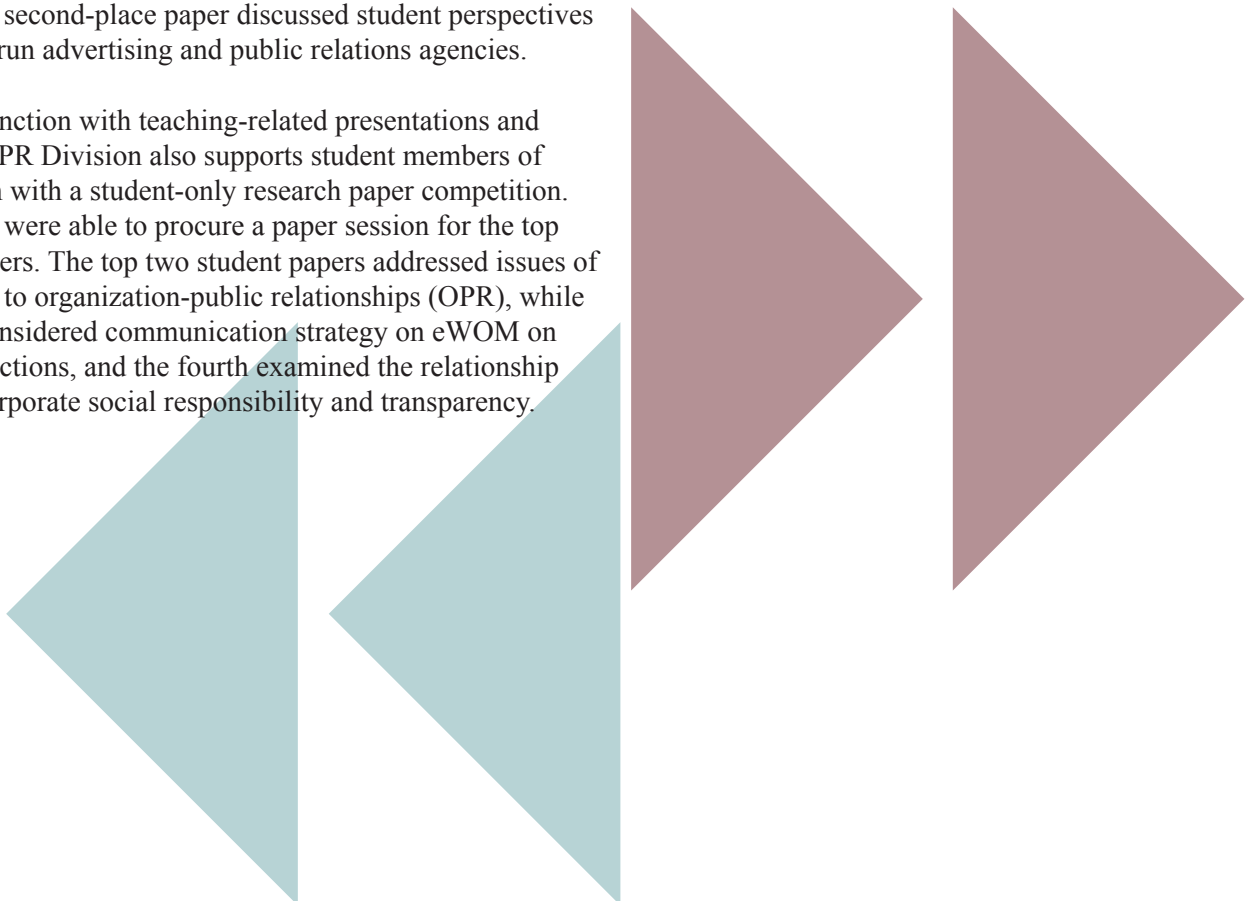 second-place paper discussed student perspectives
run advertising and public relations agencies.
nction with teaching-related presentations and
PR Division also supports student members of
with a student-only research paper competition.
were able to procure a paper session for the top
ers. The top two student papers addressed issues of
to organization-public relationships (OPR), while
onsidered communication strategy on eWOM on
ctions, and the fourth examined the relationship
rporate social responsibility and transparency.